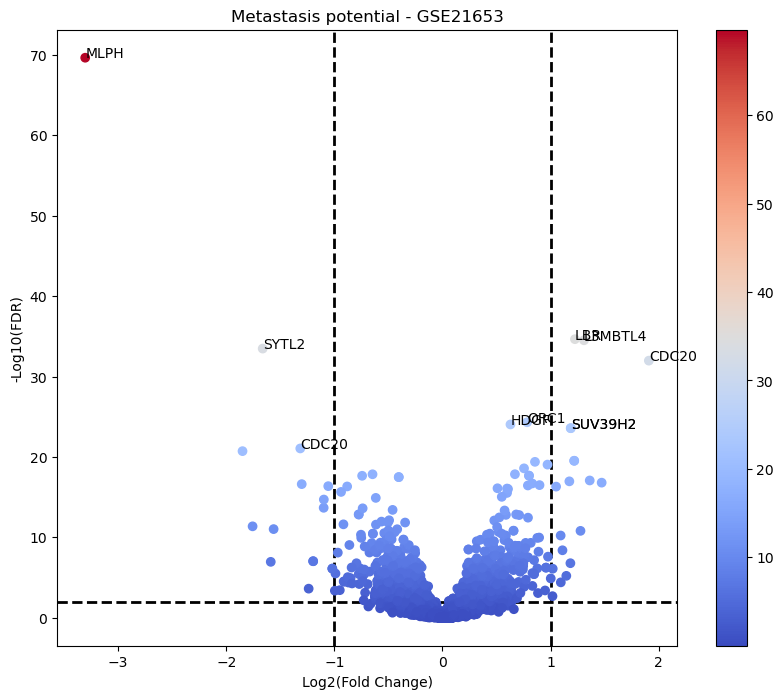 Metastasis potential - GSE21653
MLPH
SYTL2
LBR
L3MBTL4
CDC20
HDGF
ORC1
SUV39H2
CDC20
-Log10(FDR)
70
60
50
40
30
20
10
0
−3
−2
−1
0
1
2
Log2(Fold Change)
60
50
40
30
20
10